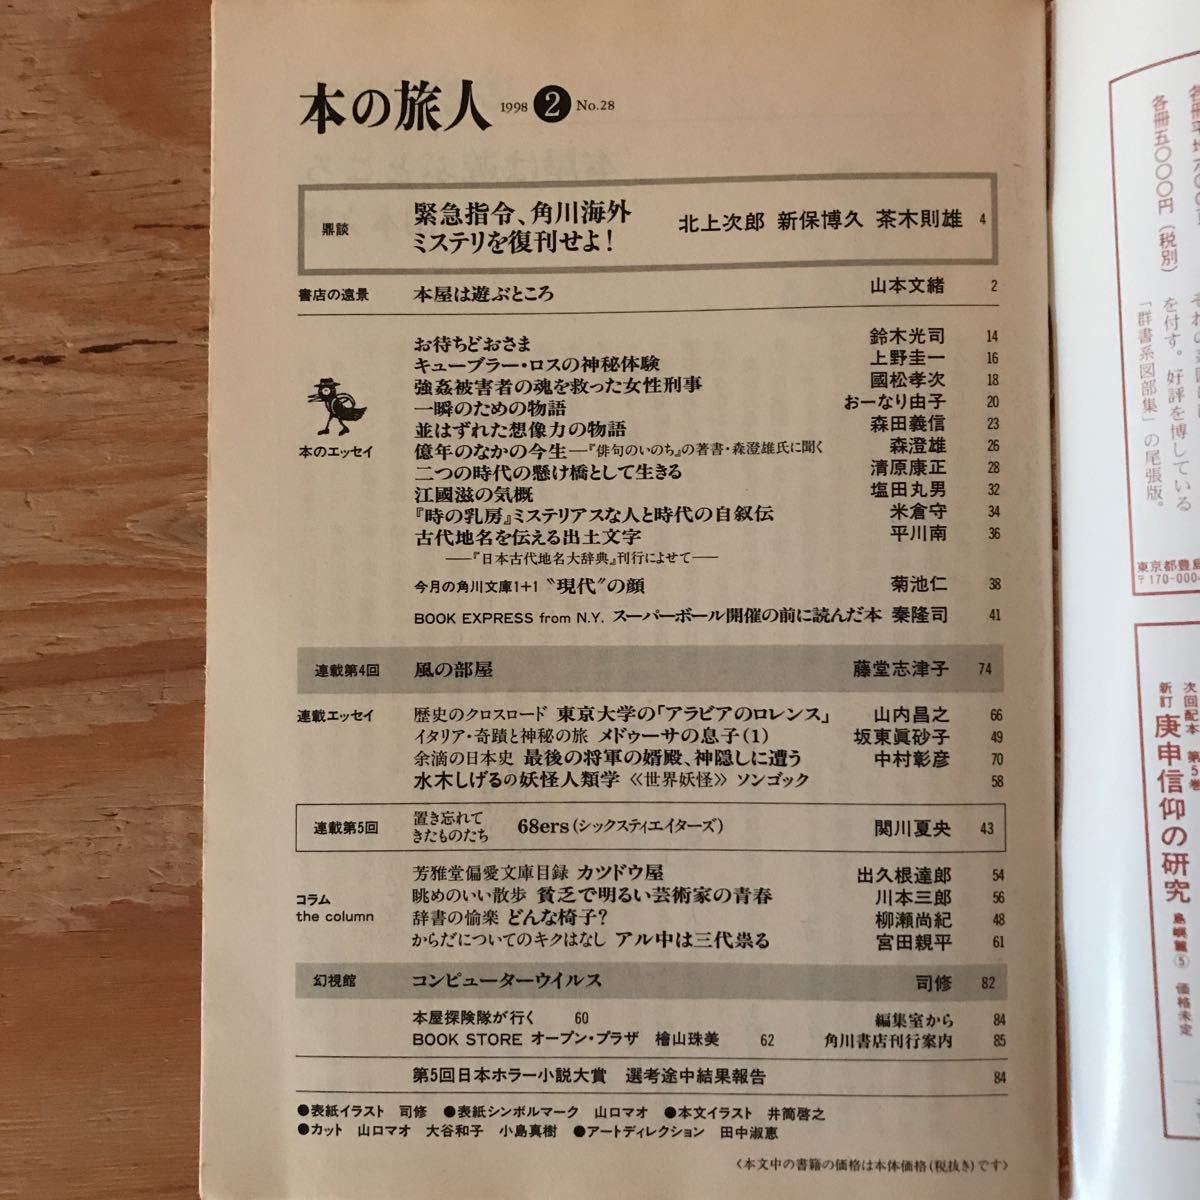 本の旅人 1998 2 No.28
鼎談 緊急指令、角川海外ミステリを復刊せよ! 北上次郎 新保博久 茶木則雄 4
書店の遠景 本屋は遊ぶところ 山本文緒 2
本のエッセイ
お待ちどおさま 鈴木光司 14
キューブラー・ロスの神秘体験 上野圭一 16
強姦被害者の魂を救った女性刑事 國松孝次 18
一瞬のための物語 おーなり由子 20
並はずれた想像力の物語 森田義信 23
億年のなかの今生―『俳句のいのち』の著書・森澄雄氏に聞く 森澄雄 26
二つの時代の懸け橋として生きる 清原康正 28
江國滋の気概 塩田丸男 32
『時の乳房』ミステリアスな人と時代の自叙伝 米倉守 34
古代地名を伝える出土文字 平川南 36
――『日本古代地名大辞典』刊行によせて――
今月の角川文庫1+1 〝現代〟の顔 菊池仁 38
BOOK EXPRESS from N.Y. スーパーボール開催の前に読んだ本 秦隆司 41
連載第4回 風の部屋 藤堂志津子 74
連載エッセイ 歴史のクロスロード 東京大学の「アラビアのロレンス」 山内昌之 66
イタリア・奇蹟と神秘の旅 メドゥーサの息子(1) 坂東眞砂子 49
余滴の日本史 最後の将軍の婿殿、神隠しに遭う 中村彰彦 70
水木しげるの妖怪人類学 《世界妖怪》 ソンゴック 58
連載第5回 置き忘れてきたものたち 68ers(シックスティエイターズ) 関川夏央 43
コラム
the column
芳雅堂偏愛文庫目録 カツドウ屋 出久根達郎 54
眺めのいい散歩 貧乏で明るい芸術家の青春 川本三郎 56
辞書の愉楽 どんな椅子? 柳瀬尚紀 48
からだについてのキクはなし アル中は三代祟る 宮田親平 61
幻視館 コンピューターウイルス 司修 82
本屋探険隊が行く 60 編集室から 84
BOOK STORE オープン・プラザ 檜山珠美 62 角川書店刊行案内 85
第5回日本ホラー小説大賞 選考途中結果報告 84
●表紙イラスト 司修 ●表紙シンボルマーク 山口マオ ●本文イラスト 井筒啓之
●カット 山口マオ 大谷和子 小島真樹 ●アートディレクション 田中淑恵
〈本文中の書籍の価格は本体価格(税抜き)です〉
各冊五〇〇〇円(税別)
を付す。好評を博している
「群書系図部集」の尾張版。
東京都豊島
〒170-000
次回配本 第5巻
新訂 庚申信仰の研究 島嶼篇⑤ 価格未定